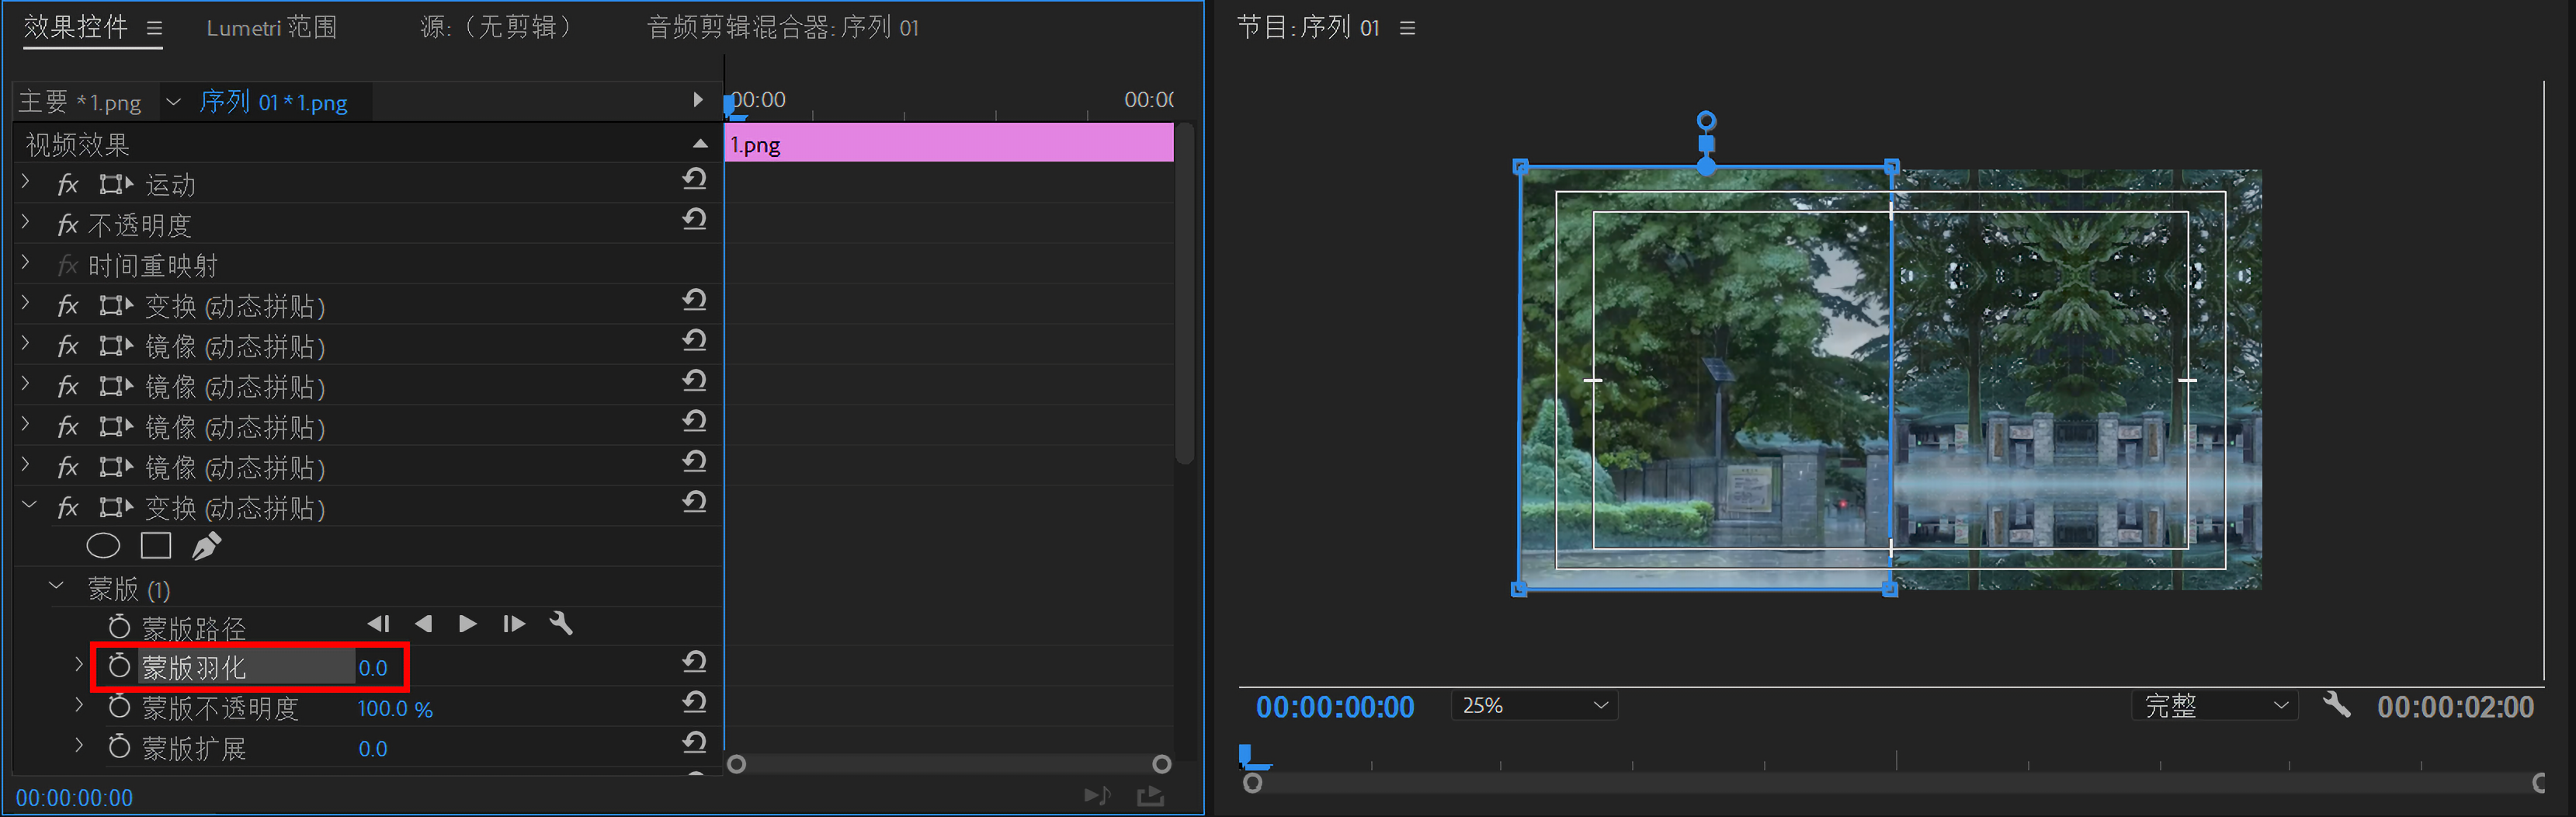 效果控件 Lumetri 范围 源:（无剪辑） 音频剪辑混合器: 序列 01
主要 * 1.png 序列 01 * 1.png
00:00 00:0
视频效果
1.png
fx 运动
fx 不透明度
fx 时间重映射
fx 变换 (动态拼贴)
fx 镜像 (动态拼贴)
fx 镜像 (动态拼贴)
fx 镜像 (动态拼贴)
fx 镜像 (动态拼贴)
fx 变换 (动态拼贴)
蒙版 (1)
蒙版路径
蒙版羽化 0.0
蒙版不透明度 100.0 %
蒙版扩展 0.0
00:00:00:00
节目: 序列 01
00:00:00:00 25% 完整 00:00:02:00